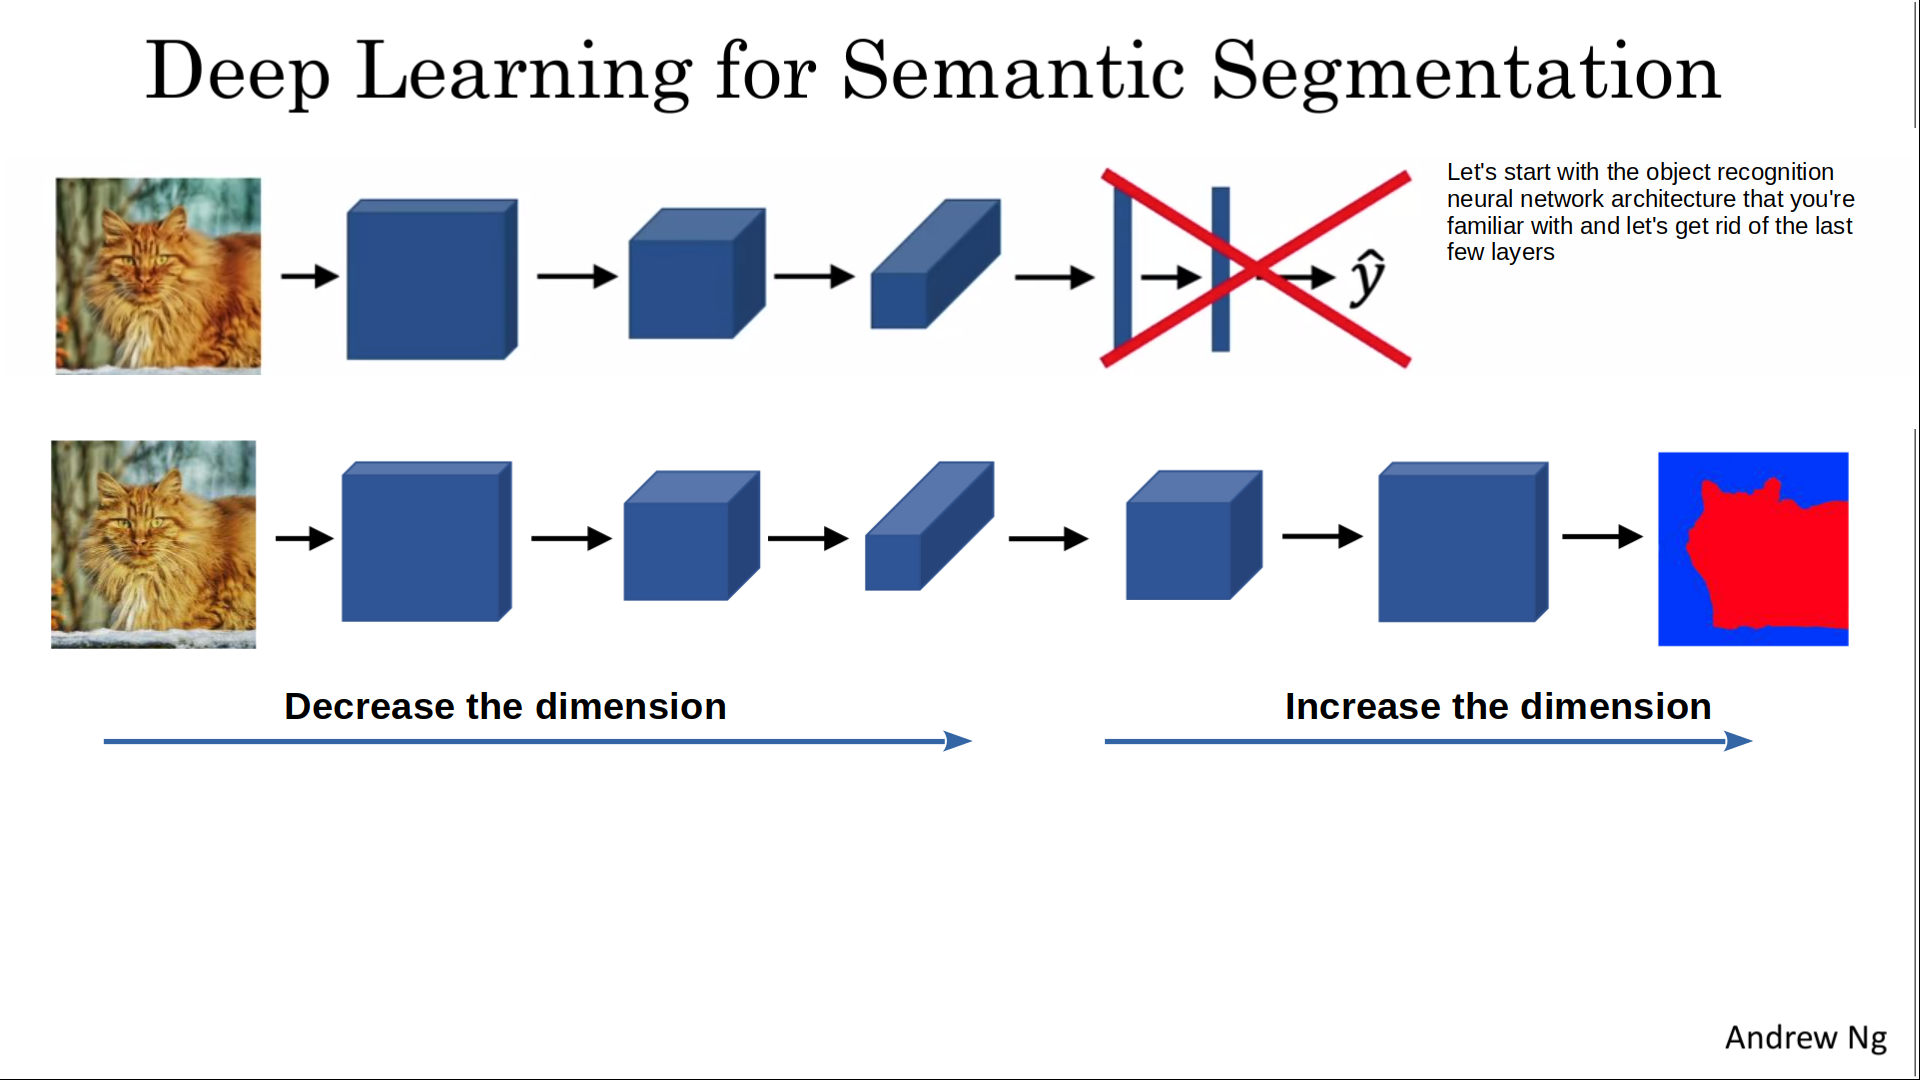 Deep Learning for Semantic Segmentation
Let's start with the object recognition
neural network architecture that you're
familiar with and let's get rid of the last
few layers
ŷ
Decrease the dimension
Increase the dimension
Andrew Ng